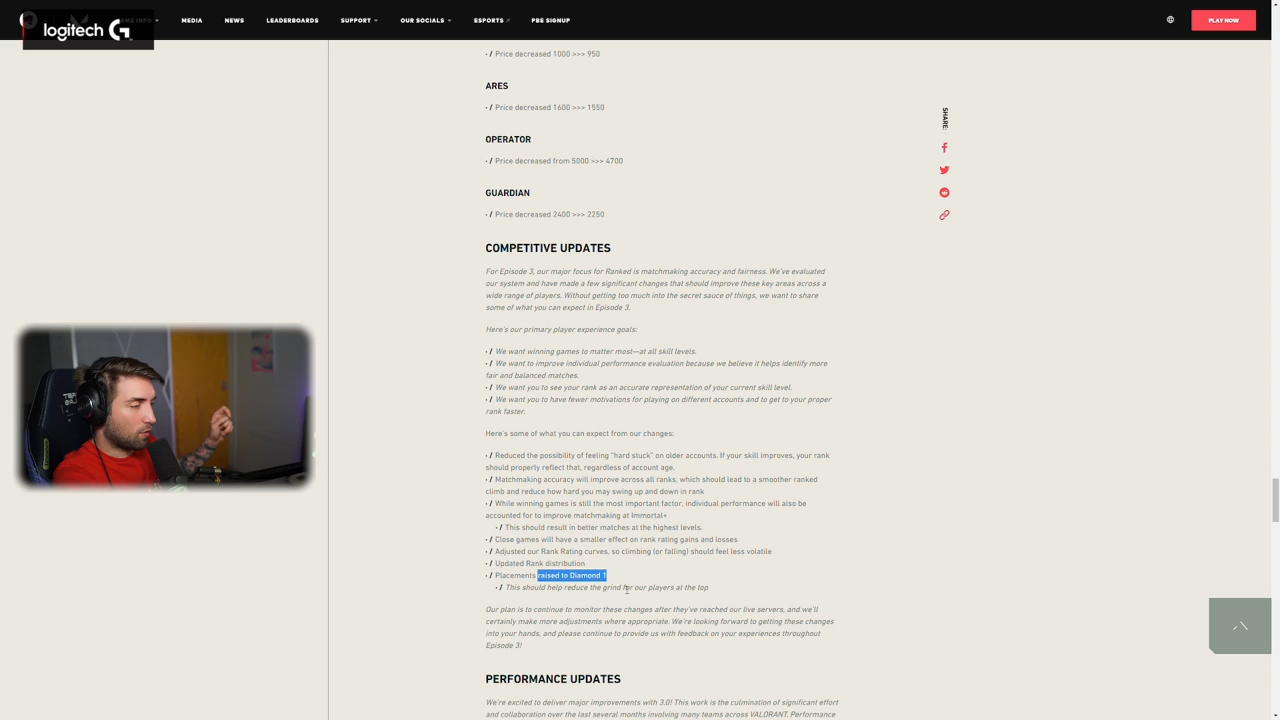 logitech G
MEDIA
NEWS
LEADERBOARDS
SUPPORT
OUR SOCIALS
ESPORTS
PBE SIGNUP
PLAY NOW
• / Price decreased 1000 >>> 950
ARES
• / Price decreased 1600 >>> 1550
OPERATOR
• / Price decreased from 5000 >>> 4700
GUARDIAN
• / Price decreased 2400 >>> 2250
SHARE:
COMPETITIVE UPDATES
For Episode 3, our major focus for Ranked is matchmaking accuracy and fairness. We've evaluated
our system and have made a few significant changes that should improve these key areas across a
wide range of players. Without getting too much into the secret sauce of things, we want to share
some of what you can expect in Episode 3.
Here's our primary player experience goals:
• / We want winning games to matter most—at all skill levels.
• / We want to improve individual performance evaluation because we believe it helps identify more
fair and balanced matches.
• / We want you to see your rank as an accurate representation of your current skill level.
• / We want you to have fewer motivations for playing on different accounts and to get to your proper
rank faster.
Here's some of what you can expect from our changes:
• / Reduced the possibility of feeling "hard stuck" on older accounts. If your skill improves, your rank
should properly reflect that, regardless of account age.
• / Matchmaking accuracy will improve across all ranks, which should lead to a smoother ranked
climb and reduce how hard you may swing up and down in rank
• / While winning games is still the most important factor, individual performance will also be
accounted for to improve matchmaking at Immortal+
• / This should result in better matches at the highest levels.
• / Close games will have a smaller effect on rank rating gains and losses
• / Adjusted our Rank Rating curves, so climbing (or falling) should feel less volatile
• / Updated Rank distribution
• / Placements raised to Diamond 1
• / This should help reduce the grind for our players at the top
Our plan is to continue to monitor these changes after they've reached our live servers, and we'll
certainly make more adjustments where appropriate. We're looking forward to getting these changes
into your hands, and please continue to provide us with feedback on your experiences throughout
Episode 3!
PERFORMANCE UPDATES
We're excited to deliver major improvements with 3.0! This work is the culmination of significant effort
and collaboration over the last several months involving many teams across VALORANT. Performance